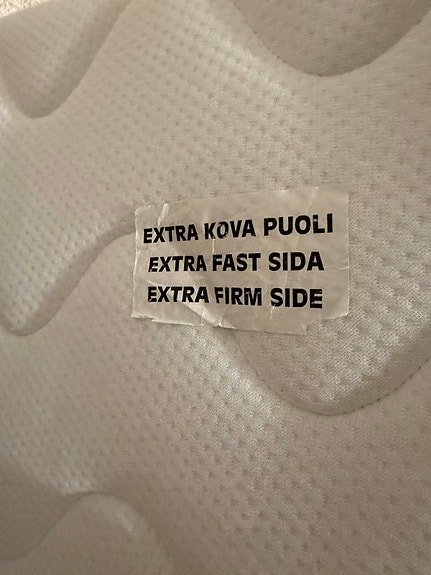 EXTRA KOVA PUOLI
EXTRA FAST SIDA
EXTRA FIRM SIDE